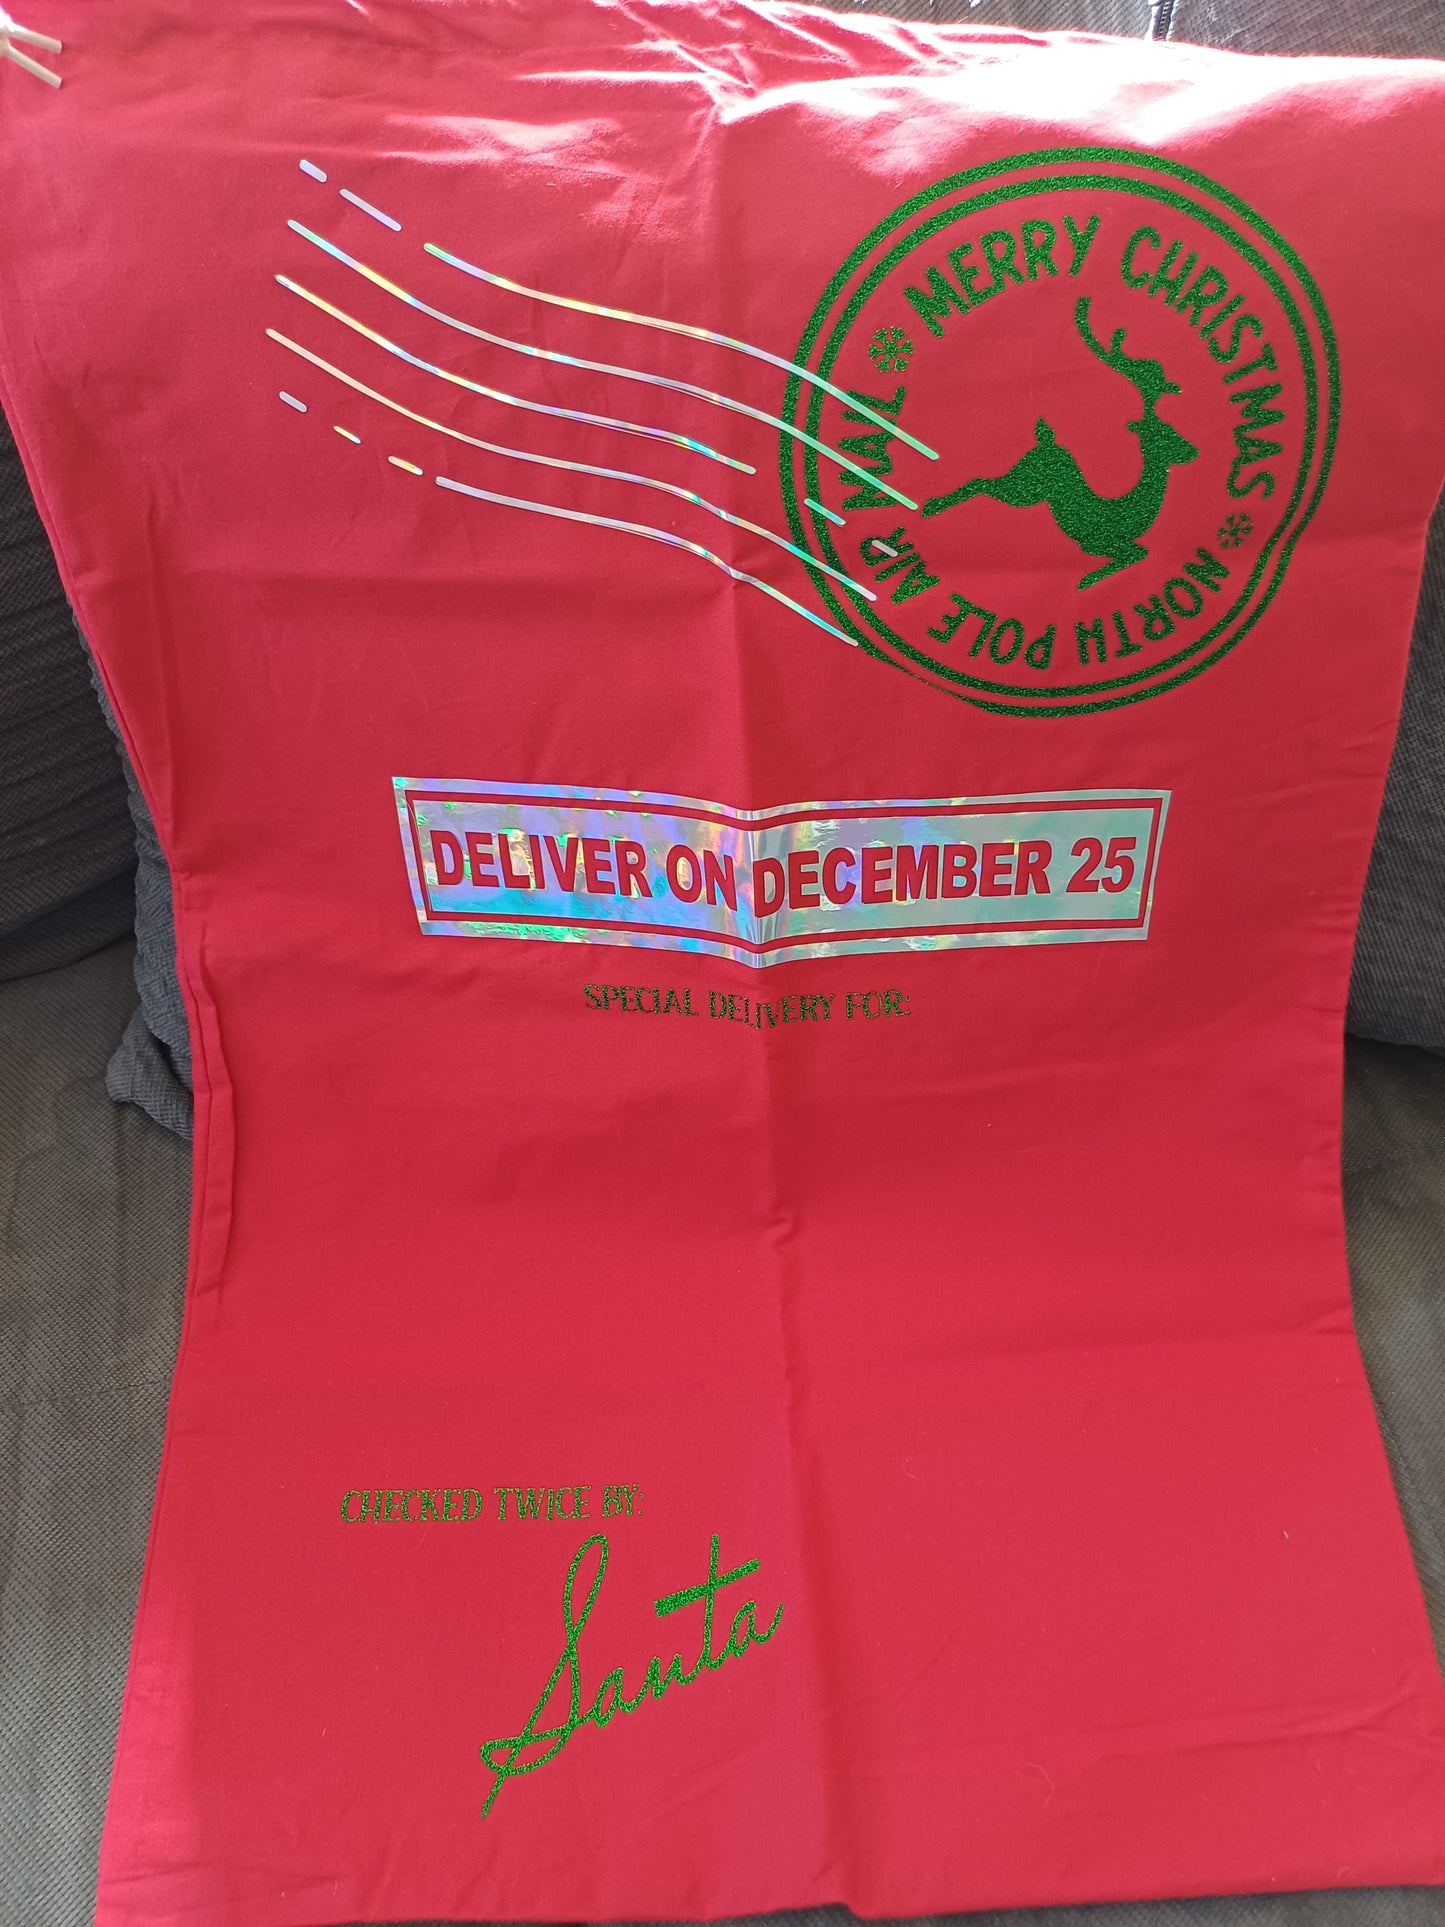 MERRY CHRISTMAS
NORTH POLE AIR MAIL
DELIVER ON DECEMBER 25
SPECIAL DELIVERY FOR:
CHECKED TWICE BY:
Santa